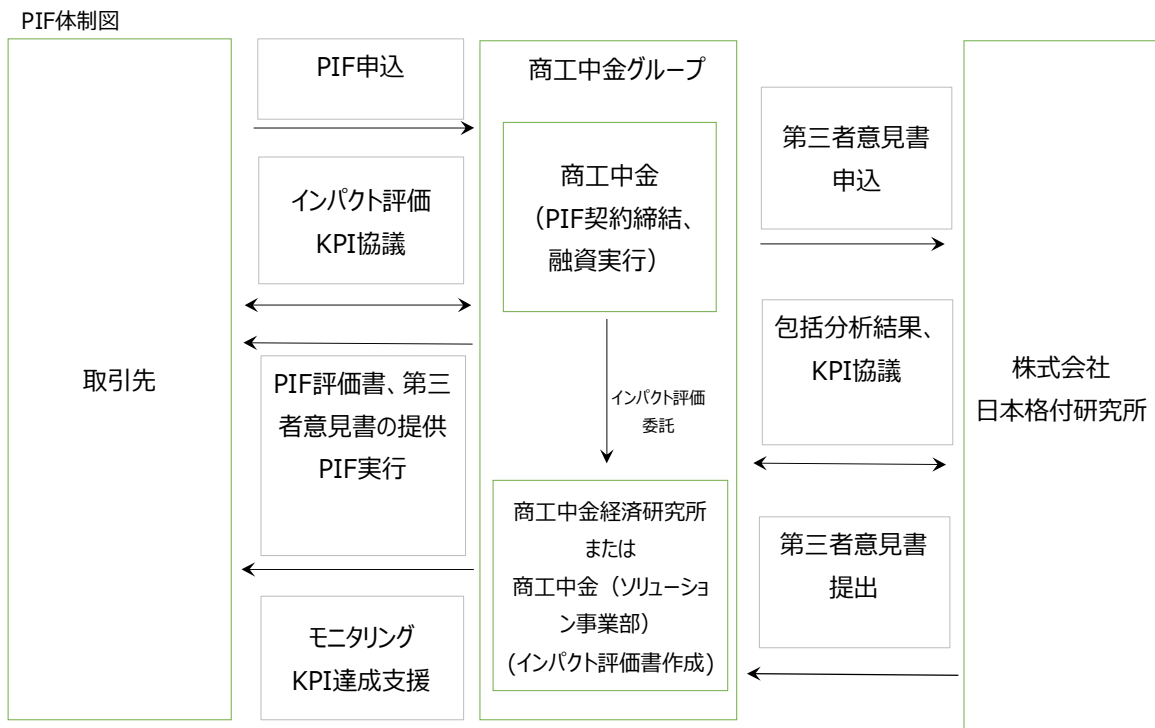 PIF体制図
取引先
PIF申込
インパクト評価
KPI協議
PIF評価書、第三
者意見書の提供
PIF実行
モニタリング
KPI達成支援
商工中金グループ
商工中金
（PIF契約締結、
融資実行）
インパクト評価
委託
商工中金経済研究所
または
商工中金（ソリューショ
ン事業部）
(インパクト評価書作成)
第三者意見書
申込
包括分析結果、
KPI協議
第三者意見書
提出
株式会社
日本格付研究所